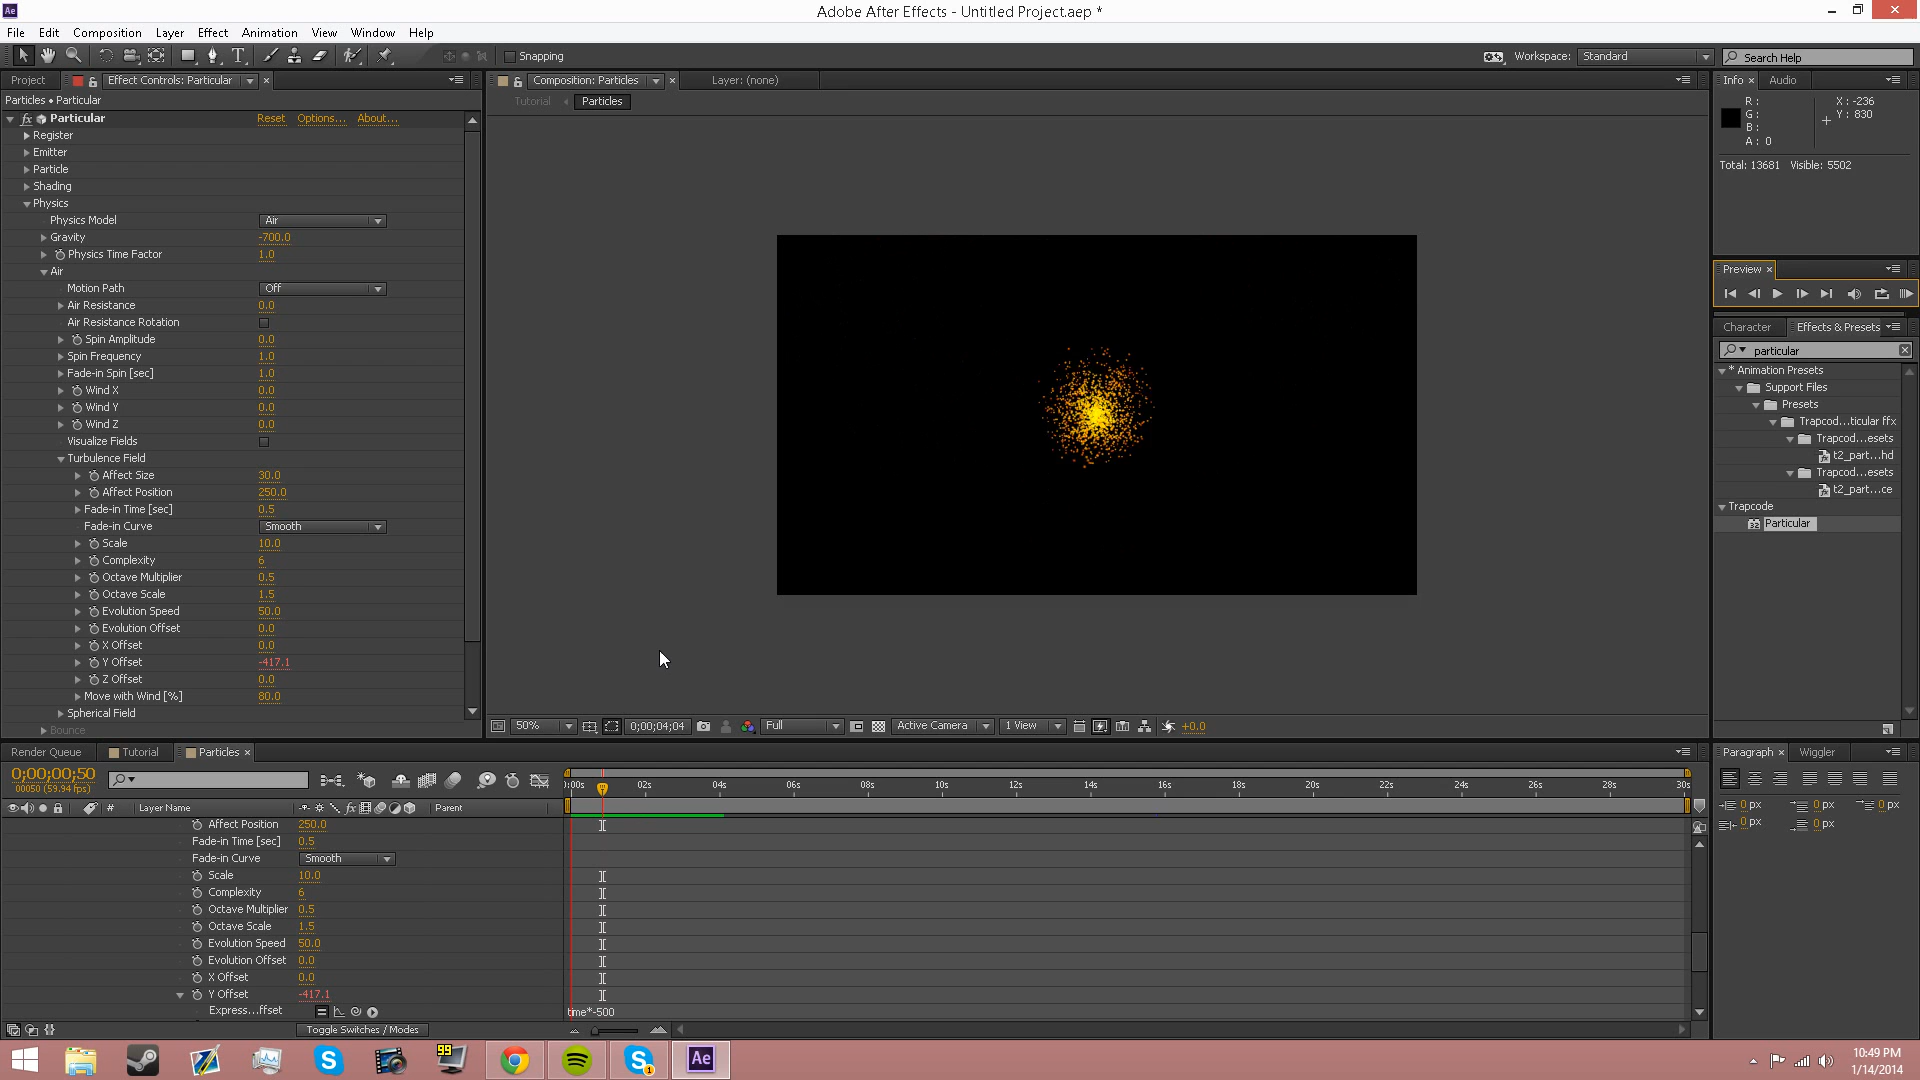 Ae
Adobe After Effects - Untitled Project.aep *
File Edit Composition Layer Effect Animation View Window Help
Snapping
Workspace: Standard
Search Help
Project Effect Controls: Particular
Particles • Particular
fx Particular Reset Options... About...
Register
Emitter
Particle
Shading
Physics
Physics Model Air
Gravity -700.0
Physics Time Factor 1.0
Air
Motion Path Off
Air Resistance 0.0
Air Resistance Rotation
Spin Amplitude 0.0
Spin Frequency 1.0
Fade-in Spin [sec] 1.0
Wind X 0.0
Wind Y 0.0
Wind Z 0.0
Visualize Fields
Turbulence Field
Affect Size 30.0
Affect Position 250.0
Fade-in Time [sec] 0.5
Fade-in Curve Smooth
Scale 10.0
Complexity 6
Octave Multiplier 0.5
Octave Scale 1.5
Evolution Speed 50.0
Evolution Offset 0.0
X Offset 0.0
Y Offset -417.1
Z Offset 0.0
Move with Wind [%] 80.0
Spherical Field
Bounce
Composition: Particles Layer: (none)
Tutorial Particles
50% 0;00;04;04 Full Active Camera 1 View +0.0
Info Audio
R : X : -236
G : Y : 830
B :
A : 0
Total: 13681 Visible: 5502
Preview
Character Effects & Presets
particular
* Animation Presets
Support Files
Presets
Trapcod...ticular ffx
Trapcod...esets
t2_part...hd
Trapcod...esets
t2_part...ce
Trapcode
Particular
Render Queue Tutorial Particles
0;00;00;50
00050 (59.94 fps)
# Layer Name fx Parent
):00s 02s 04s 06s 08s 10s 12s 14s 16s 18s 20s 22s 24s 26s 28s 30s
Affect Position 250.0
Fade-in Time [sec] 0.5
Fade-in Curve Smooth
Scale 10.0
Complexity 6
Octave Multiplier 0.5
Octave Scale 1.5
Evolution Speed 50.0
Evolution Offset 0.0
X Offset 0.0
Y Offset -417.1
Express...ffset time*-500
Toggle Switches / Modes
Paragraph Wiggler
0 px 0 px 0 px
0 px 0 px
99
1
Ae
10:49 PM
1/14/2014